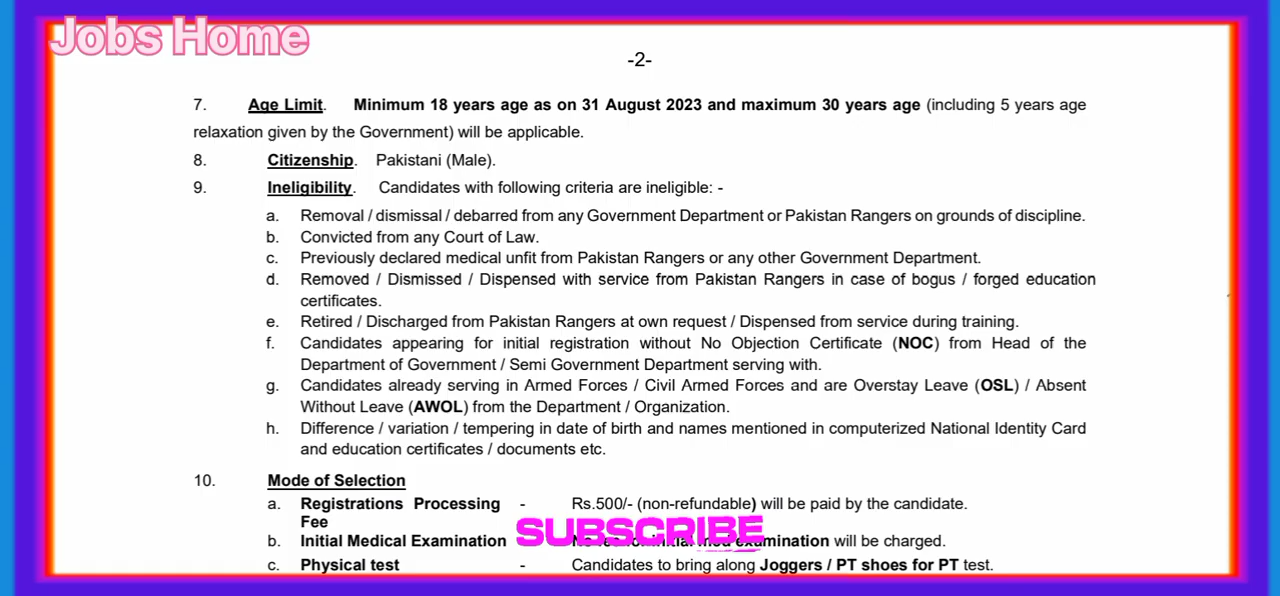 Jobs Home
-2-
7. Age Limit. Minimum 18 years age as on 31 August 2023 and maximum 30 years age (including 5 years age
relaxation given by the Government) will be applicable.
8. Citizenship. Pakistani (Male).
9. Ineligibility. Candidates with following criteria are ineligible: -
a. Removal / dismissal / debarred from any Government Department or Pakistan Rangers on grounds of discipline.
b. Convicted from any Court of Law.
c. Previously declared medical unfit from Pakistan Rangers or any other Government Department.
d. Removed / Dismissed / Dispensed with service from Pakistan Rangers in case of bogus / forged education
certificates.
e. Retired / Discharged from Pakistan Rangers at own request / Dispensed from service during training.
f. Candidates appearing for initial registration without No Objection Certificate (NOC) from Head of the
Department of Government / Semi Government Department serving with.
g. Candidates already serving in Armed Forces / Civil Armed Forces and are Overstay Leave (OSL) / Absent
Without Leave (AWOL) from the Department / Organization.
h. Difference / variation / tempering in date of birth and names mentioned in computerized National Identity Card
and education certificates / documents etc.
10. Mode of Selection
a. Registrations Processing - Rs.500/- (non-refundable) will be paid by the candidate.
Fee
SUBSCRIBE
b. Initial Medical Examination examination will be charged.
c. Physical test - Candidates to bring along Joggers / PT shoes for PT test.